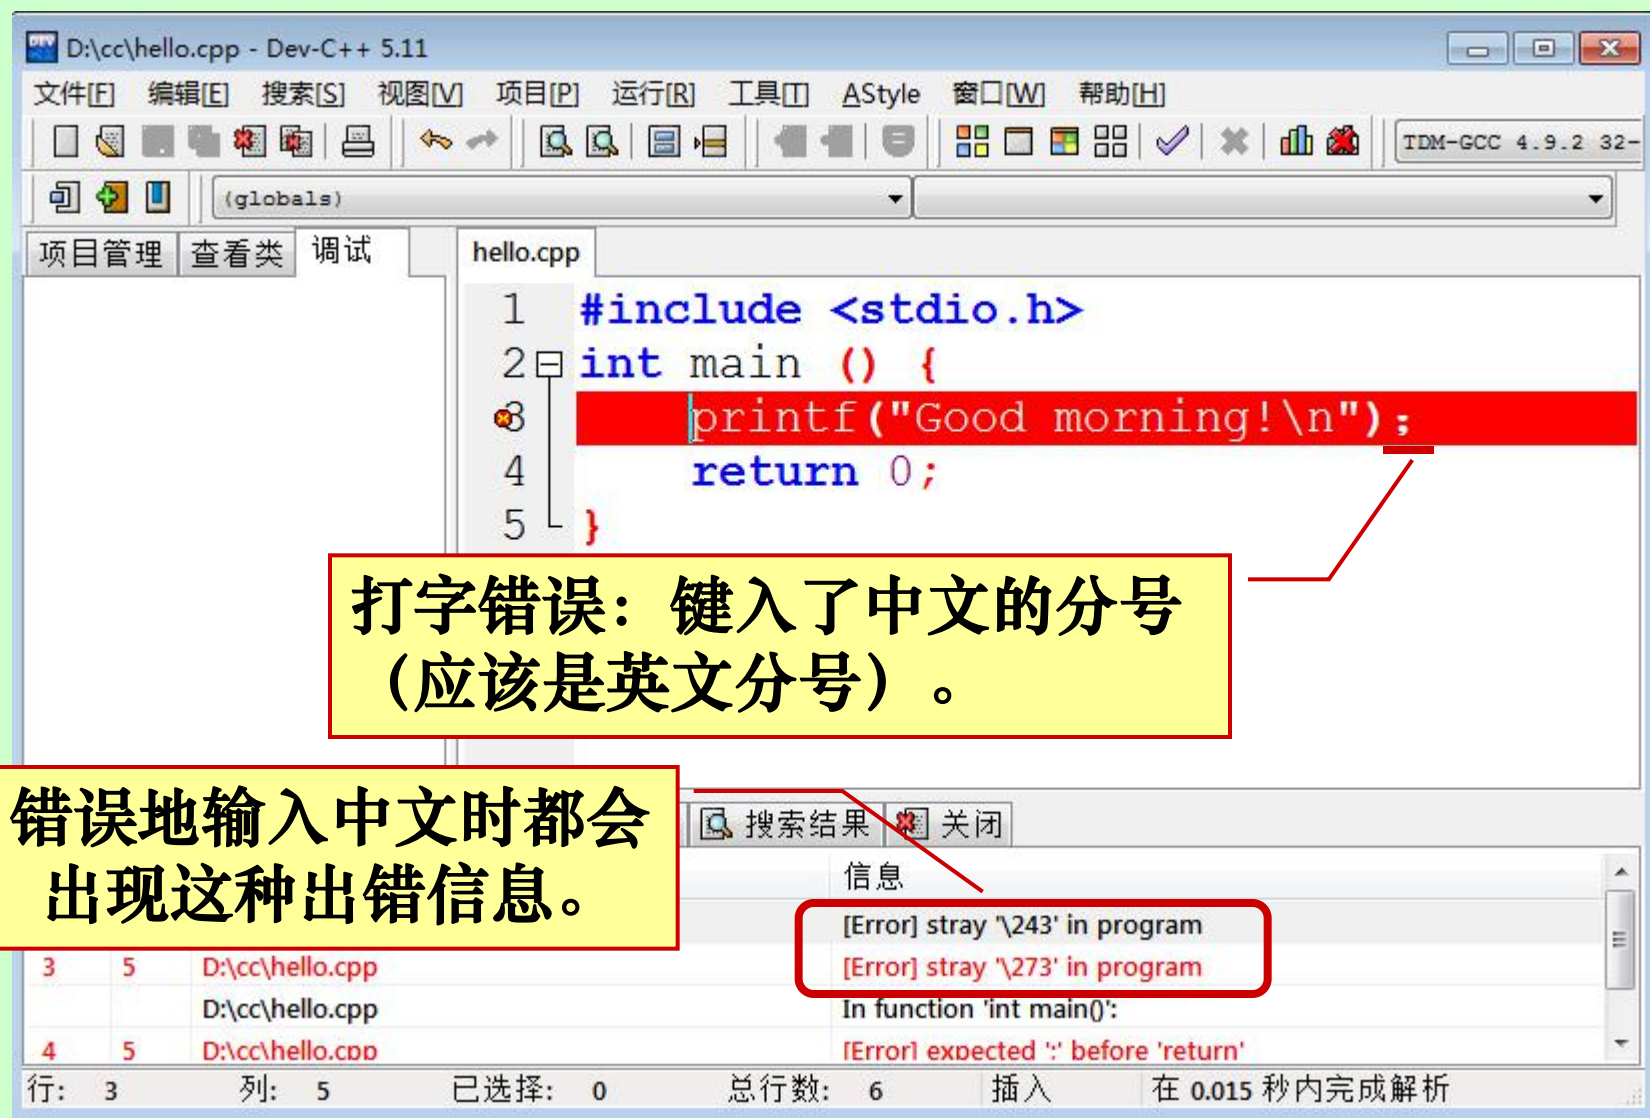 D:\cc\hello.cpp - Dev-C++ 5.11
文件[F] 编辑[E] 搜索[S] 视图[V] 项目[P] 运行[R] 工具[T] AStyle 窗口[W] 帮助[H]
TDM-GCC 4.9.2 32-
(globals)
项目管理 查看类 调试 hello.cpp
1 #include <stdio.h>
2 int main () {
3 printf("Good morning!\n");
4 return 0;
5 }
打字错误：键入了中文的分号
（应该是英文分号）。
错误地输入中文时都会
出现这种出错信息。
搜索结果 关闭
信息
[Error] stray '\243' in program
3 5 D:\cc\hello.cpp [Error] stray '\273' in program
D:\cc\hello.cpp In function 'int main()':
4 5 D:\cc\hello.cpp [Error] expected ';' before 'return'
行: 3 列: 5 已选择: 0 总行数: 6 插入 在 0.015 秒内完成解析